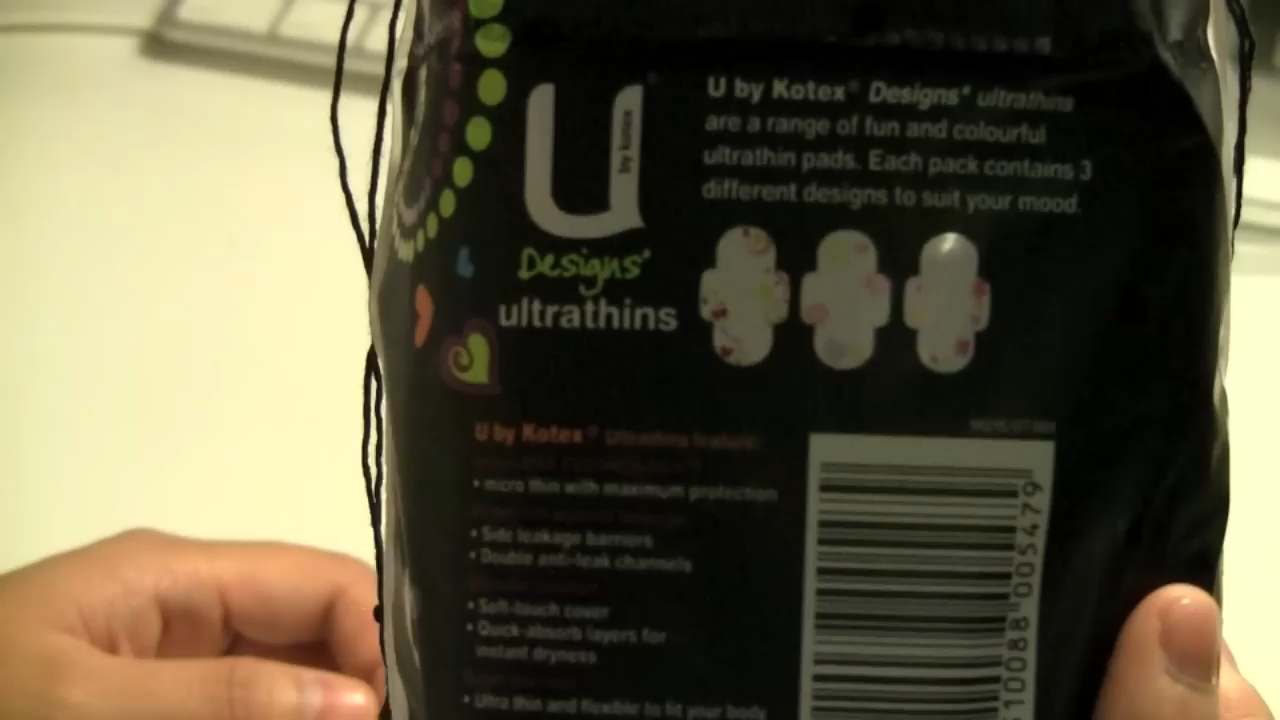 U by Kotex® Designs* ultrathins
are a range of fun and colourful
ultrathin pads. Each pack contains 3
different designs to suit your mood.
U by kotex
Designs*
ultrathins
U by Kotex® Ultrathins feature:
• micro thin with maximum protection
• Side leakage barriers
• Double anti-leak channels
• Soft-touch cover
• Quick-absorb layers for
instant dryness
• Ultra thin and flexible to fit your body
310088 005479